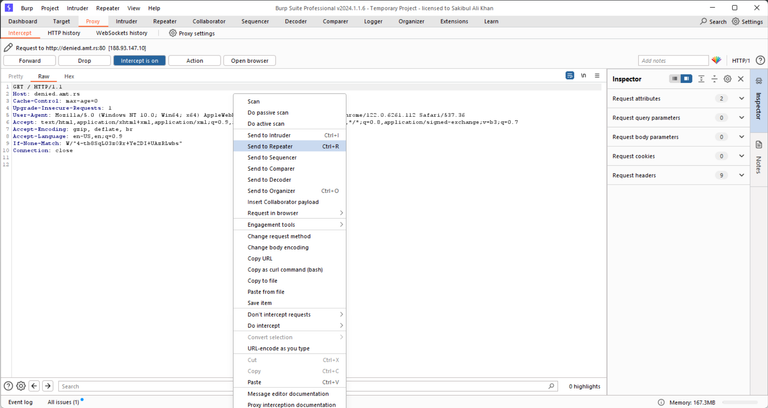 Burp Project Intruder Repeater View Help Burp Suite Professional v2024.1.1.6 - Temporary Project - licensed to Sakibul Ali Khan
Dashboard Target Proxy Intruder Repeater Collaborator Sequencer Decoder Comparer Logger Organizer Extensions Learn Search Settings
Intercept HTTP history WebSockets history Proxy settings
Request to http://denied.amt.rs:80 [188.93.147.10]
Forward Drop Intercept is on Action Open browser Add notes HTTP/1
Pretty Raw Hex \n
1 GET / HTTP/1.1
2 Host: denied.amt.rs
3 Cache-Control: max-age=0
4 Upgrade-Insecure-Requests: 1
5 User-Agent: Mozilla/5.0 (Windows NT 10.0; Win64; x64) AppleWeb rome/122.0.6261.112 Safari/537.36
6 Accept: text/html,application/xhtml+xml,application/xml;q=0.9, */*;q=0.8,application/signed-exchange;v=b3;q=0.7
7 Accept-Encoding: gzip, deflate, br
8 Accept-Language: en-US,en;q=0.9
9 If-None-Match:
10 Connection: close
11
12
Scan
Do passive scan
Do active scan
Send to Intruder Ctrl+I
Send to Repeater Ctrl+R
Send to Sequencer
Send to Comparer
Send to Decoder
Send to Organizer Ctrl+O
Insert Collaborator payload
Request in browser
Engagement tools
Change request method
Change body encoding
Copy URL
Copy as curl command (bash)
Copy to file
Paste from file
Save item
Don't intercept requests
Do intercept
Convert selection
URL-encode as you type
Cut Ctrl+X
Copy Ctrl+C
Paste Ctrl+V
Message editor documentation
Proxy interception documentation
Inspector
Request attributes 2
Request query parameters 0
Request body parameters 0
Request cookies 0
Request headers 9
Inspector
Notes
Search 0 highlights
Event log All issues (1) Memory: 167.3MB